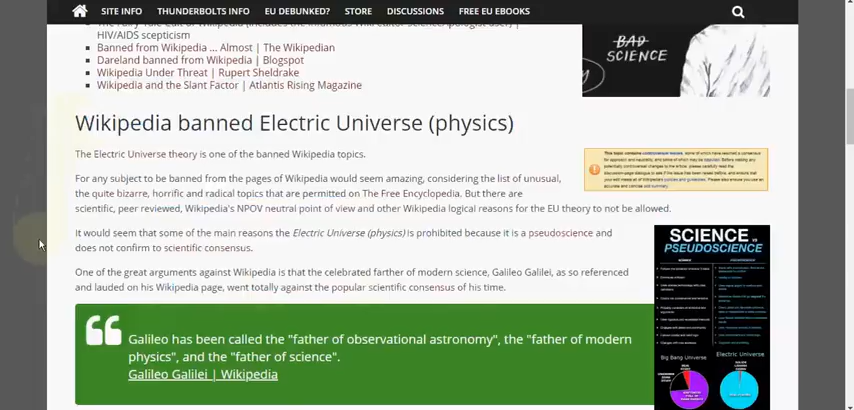 SITE INFO THUNDERBOLTS INFO EU DEBUNKED? STORE DISCUSSIONS FREE EU EBOOKS
HIV/AIDS scepticism
Banned from Wikipedia ... Almost | The Wikipedian
Dareland banned from Wikipedia | Blogspot
Wikipedia Under Threat | Rupert Sheldrake
Wikipedia and the Slant Factor | Atlantis Rising Magazine
BAD
SCIENCE
Wikipedia banned Electric Universe (physics)
The Electric Universe theory is one of the banned Wikipedia topics.
For any subject to be banned from the pages of Wikipedia would seem amazing, considering the list of unusual,
the quite bizarre, horrific and radical topics that are permitted on The Free Encyclopedia. But there are
scientific, peer reviewed, Wikipedia's NPOV neutral point of view and other Wikipedia logical reasons for the EU theory to not be allowed.
It would seem that some of the main reasons the Electric Universe (physics) is prohibited because it is a pseudoscience and
does not confirm to scientific consensus.
One of the great arguments against Wikipedia is that the celebrated farther of modern science, Galileo Galilei, as so referenced
and lauded on his Wikipedia page, went totally against the popular scientific consensus of his time.
Galileo has been called the "father of observational astronomy", the "father of modern
physics", and the "father of science".
Galileo Galilei | Wikipedia
SCIENCE vs
PSEUDOSCIENCE
Big Bang Universe
Electric Universe